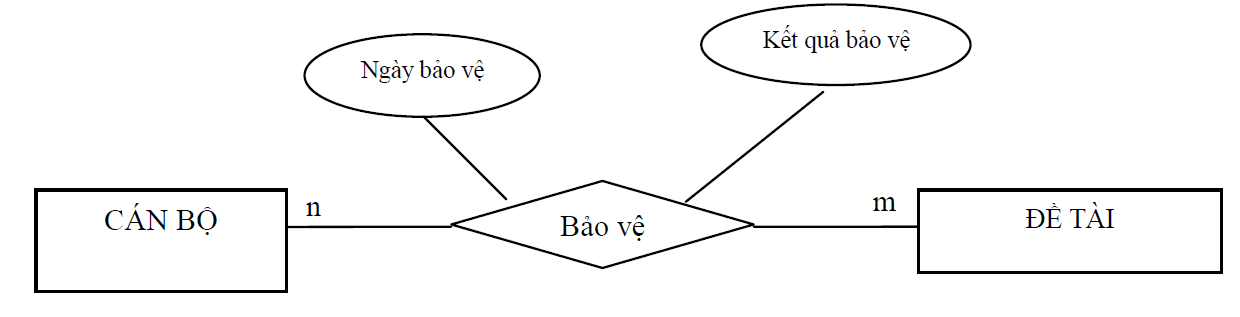 Ngày bảo vệ
Kết quả bảo vệ
CÁN BỘ
n
Bảo vệ
m
ĐỀ TÀI